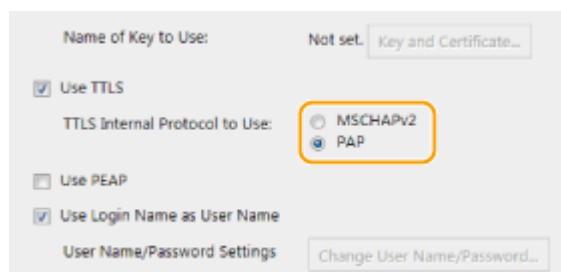 Name of Key to Use: Not set. Key and Certificate...
Use TTLS
TTLS Internal Protocol to Use: MSCHAPv2
PAP
Use PEAP
Use Login Name as User Name
User Name/Password Settings Change User Name/Password...